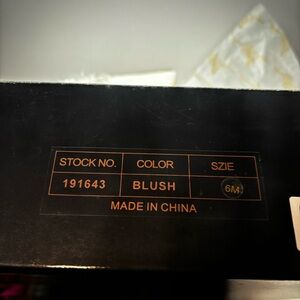 STOCK NO. COLOR SZIE
191643 BLUSH 6M
MADE IN CHINA